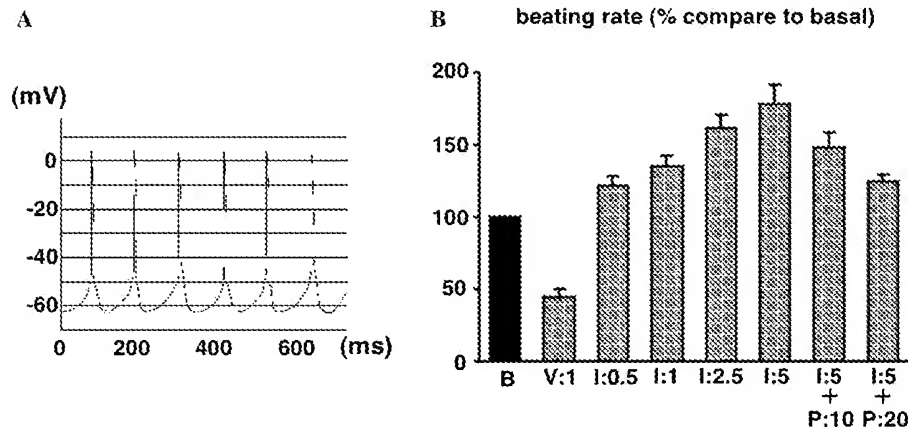 A
(mV)
0
-20
-40
-60
0 200 400 600 (ms)
B beating rate (% compare to basal)
200
150
100
50
0
B V:1 I:0.5 I:1 I:2.5 I:5 I:5 I:5
+ +
P:10 P:20